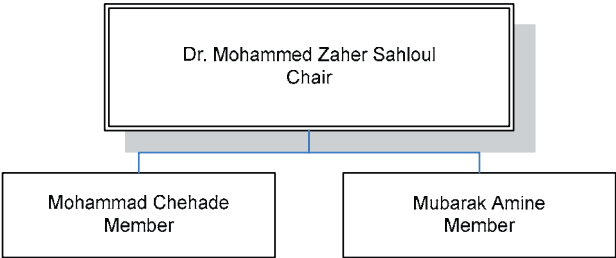 Dr. Mohammed Zaher Sahloul
Chair
Mohammad Chehade
Member
Mubarak Amine
Member